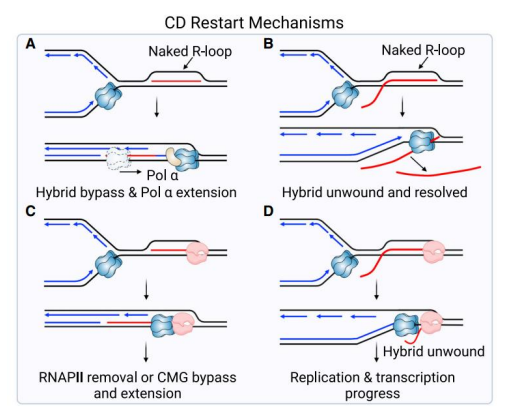 CD Restart Mechanisms
A
Naked R-loop
Pol α
Hybrid bypass & Pol α extension
B
Naked R-loop
Hybrid unwound and resolved
C
RNAPII removal or CMG bypass
and extension
D
Hybrid unwound
Replication & transcription
progress